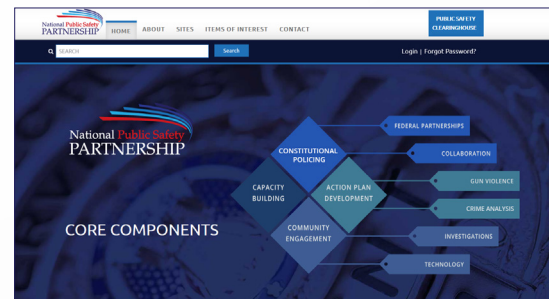 National Public Safety
PARTNERSHIP
HOME
ABOUT
SITES
ITEMS OF INTEREST
CONTACT
PUBLIC SAFETY
CLEARINGHOUSE
SEARCH
Search
Login | Forgot Password?
National Public Safety
PARTNERSHIP
CORE COMPONENTS
CONSTITUTIONAL
POLICING
CAPACITY
BUILDING
ACTION PLAN
DEVELOPMENT
COMMUNITY
ENGAGEMENT
FEDERAL PARTNERSHIPS
COLLABORATION
GUN VIOLENCE
CRIME ANALYSIS
INVESTIGATIONS
TECHNOLOGY